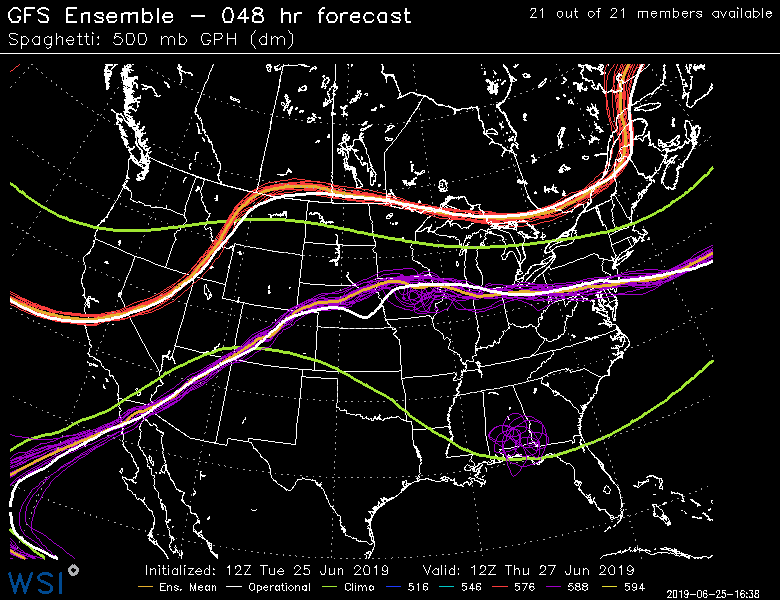 GFS Ensemble – 048 hr forecast
21 out of 21 members available
Spaghetti: 500 mb GPH (dm)
Initialized: 12Z Tue 25 Jun 2019 Valid: 12Z Thu 27 Jun 2019
WSI
Ens. Mean Operational Climo 516 546 576 588 594
2019-06-25-16:38